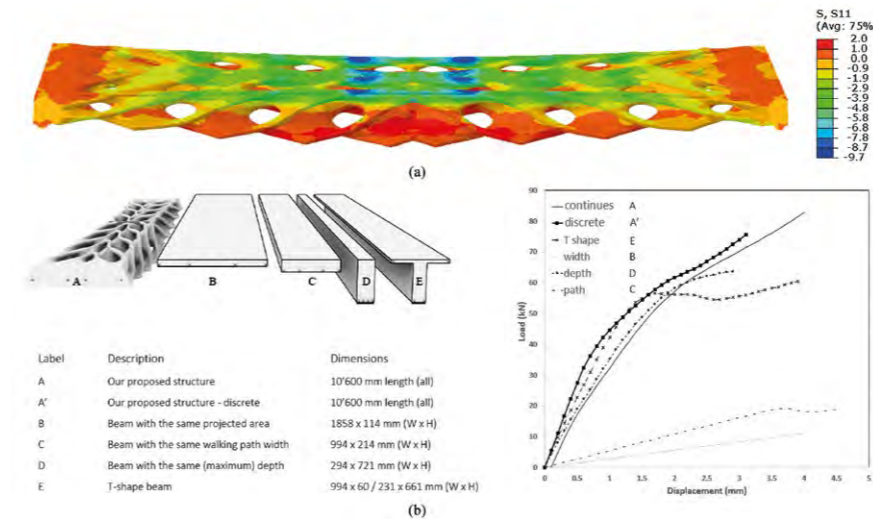 S, S11
(Avg: 75%
2.0
1.0
-0.9
-1.9
-2.9
-3.9
-4.8
-5.8
-6.8
-7.8
-8.7
-9.7
(a)
A
B
C
D
E
Label Description Dimensions
A Our proposed structure 10'600 mm length (all)
A' Our proposed structure - discrete 10'600 mm length (all)
B Beam with the same projected area 1858 x 114 mm (W x H)
C Beam with the same walking path width 994 x 214 mm (W x H)
D Beam with the same (maximum) depth 294 x 721 mm (W x H)
E T-shape beam 994 x 60 / 231 x 661 mm (W x H)
continues A
discrete A'
T shape E
width B
depth D
path C
Load (kN)
90
80
70
60
50
40
30
20
10
0
0.5 1 1.5 2 2.5 3 3.5 4 4.5 5
Displacement (mm)
(b)